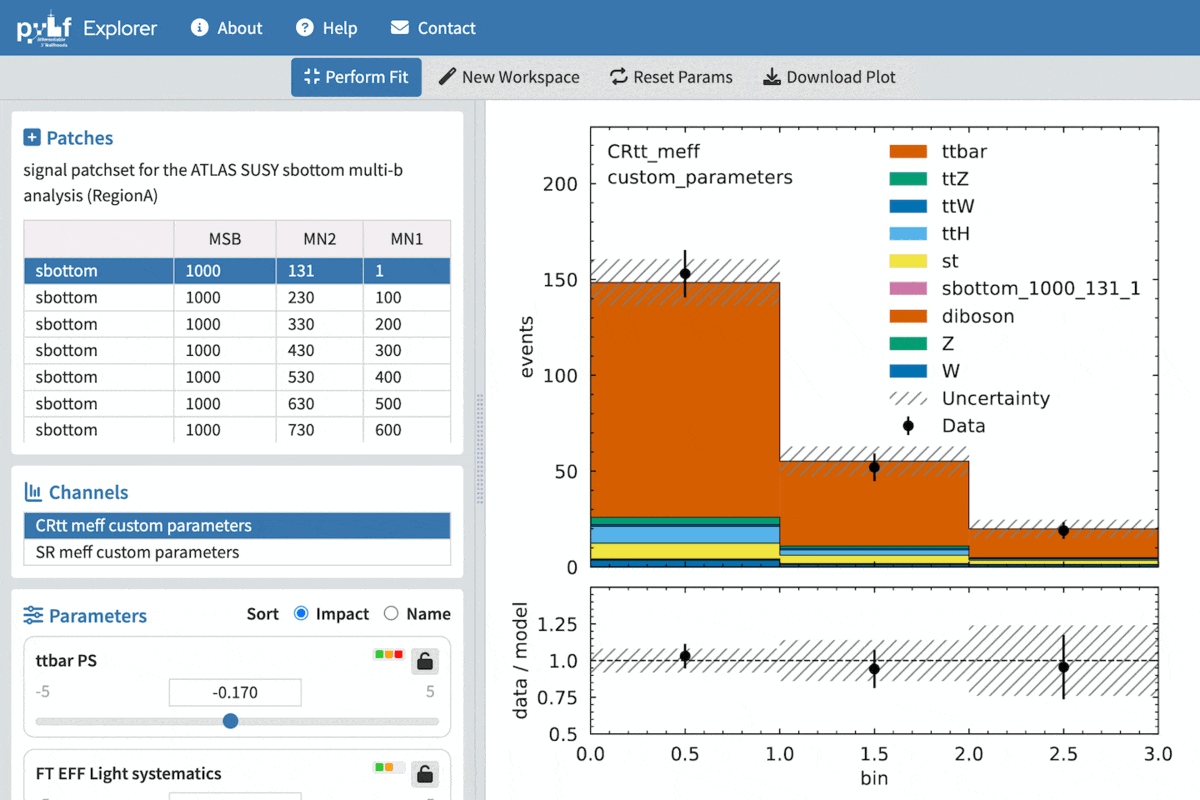 pyhf Explorer About Help Contact
Perform Fit New Workspace Reset Params Download Plot
Patches
signal patchset for the ATLAS SUSY sbottom multi-b
analysis (RegionA)
MSB MN2 MN1
sbottom 1000 131 1
sbottom 1000 230 100
sbottom 1000 330 200
sbottom 1000 430 300
sbottom 1000 530 400
sbottom 1000 630 500
sbottom 1000 730 600
Channels
CRtt meff custom parameters
SR meff custom parameters
Parameters Sort Impact Name
ttbar PS
-5 -0.170 5
FT EFF Light systematics
CRtt_meff
custom_parameters
ttbar
ttZ
ttW
ttH
st
sbottom_1000_131_1
diboson
Z
W
Uncertainty
Data
events
200
150
100
50
0
data / model
1.25
1.0
0.75
0.5
0.0 0.5 1.0 1.5 2.0 2.5 3.0
bin